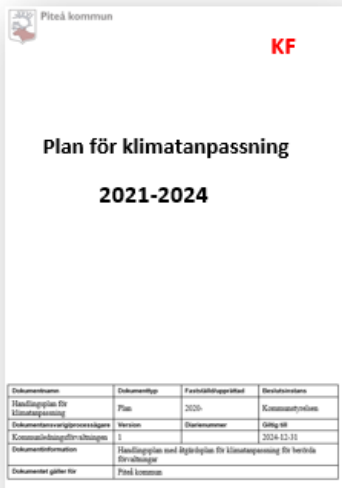 Piteå kommun
KF
Plan för klimatanpassning
2021-2024
Dokumentnamn Dokumenttyp Fastställd/upprättad Beslutsinstans
Handlingsplan för klimatanpassning Plan 2020- Kommunstyrelsen
Dokumentansvarig/processägare Version Diarienummer Giltig till
Kommunledningsförvaltningen 1 2024-12-31
Dokumentinformation Handlingsplan med åtgärdsplan för klimatanpassning för berörda
förvaltningar
Dokumentet gäller för Piteå kommun